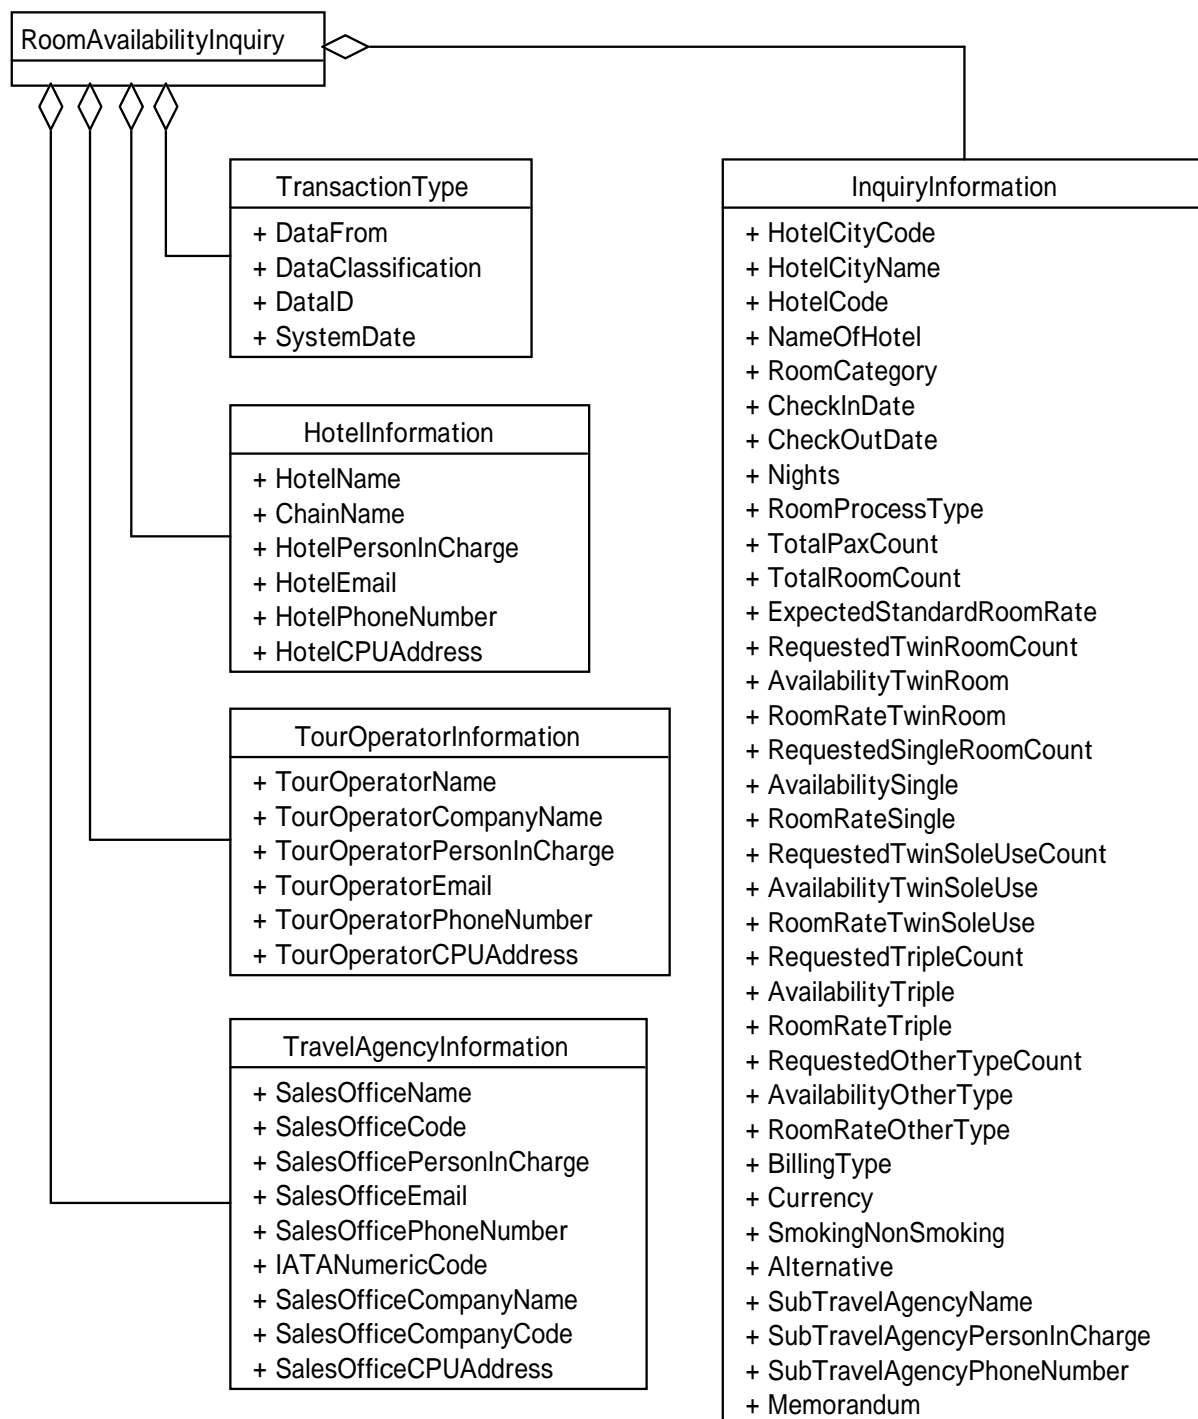 RoomAvailabilityInquiry
TransactionType
+ DataFrom
+ DataClassification
+ DataID
+ SystemDate
HotelInformation
+ HotelName
+ ChainName
+ HotelPersonInCharge
+ HotelEmail
+ HotelPhoneNumber
+ HotelCPUAddress
TourOperatorInformation
+ TourOperatorName
+ TourOperatorCompanyName
+ TourOperatorPersonInCharge
+ TourOperatorEmail
+ TourOperatorPhoneNumber
+ TourOperatorCPUAddress
TravelAgencyInformation
+ SalesOfficeName
+ SalesOfficeCode
+ SalesOfficePersonInCharge
+ SalesOfficeEmail
+ SalesOfficePhoneNumber
+ IATANumericCode
+ SalesOfficeCompanyName
+ SalesOfficeCompanyCode
+ SalesOfficeCPUAddress
InquiryInformation
+ HotelCityCode
+ HotelCityName
+ HotelCode
+ NameOfHotel
+ RoomCategory
+ CheckInDate
+ CheckOutDate
+ Nights
+ RoomProcessType
+ TotalPaxCount
+ TotalRoomCount
+ ExpectedStandardRoomRate
+ RequestedTwinRoomCount
+ AvailabilityTwinRoom
+ RoomRateTwinRoom
+ RequestedSingleRoomCount
+ AvailabilitySingle
+ RoomRateSingle
+ RequestedTwinSoleUseCount
+ AvailabilityTwinSoleUse
+ RoomRateTwinSoleUse
+ RequestedTripleCount
+ AvailabilityTriple
+ RoomRateTriple
+ RequestedOtherTypeCount
+ AvailabilityOtherType
+ RoomRateOtherType
+ BillingType
+ Currency
+ SmokingNonSmoking
+ Alternative
+ SubTravelAgencyName
+ SubTravelAgencyPersonInCharge
+ SubTravelAgencyPhoneNumber
+ Memorandum